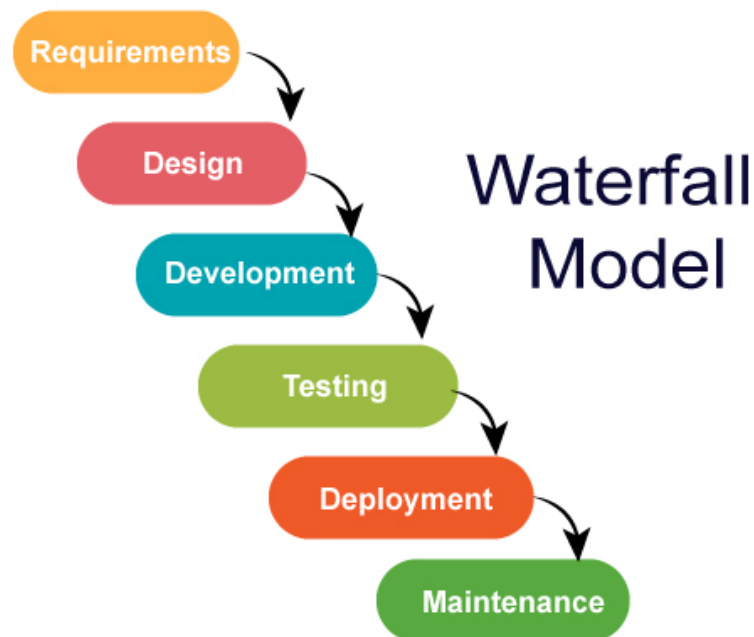 Requirements
Design
Waterfall
Model
Development
Testing
Deployment
Maintenance